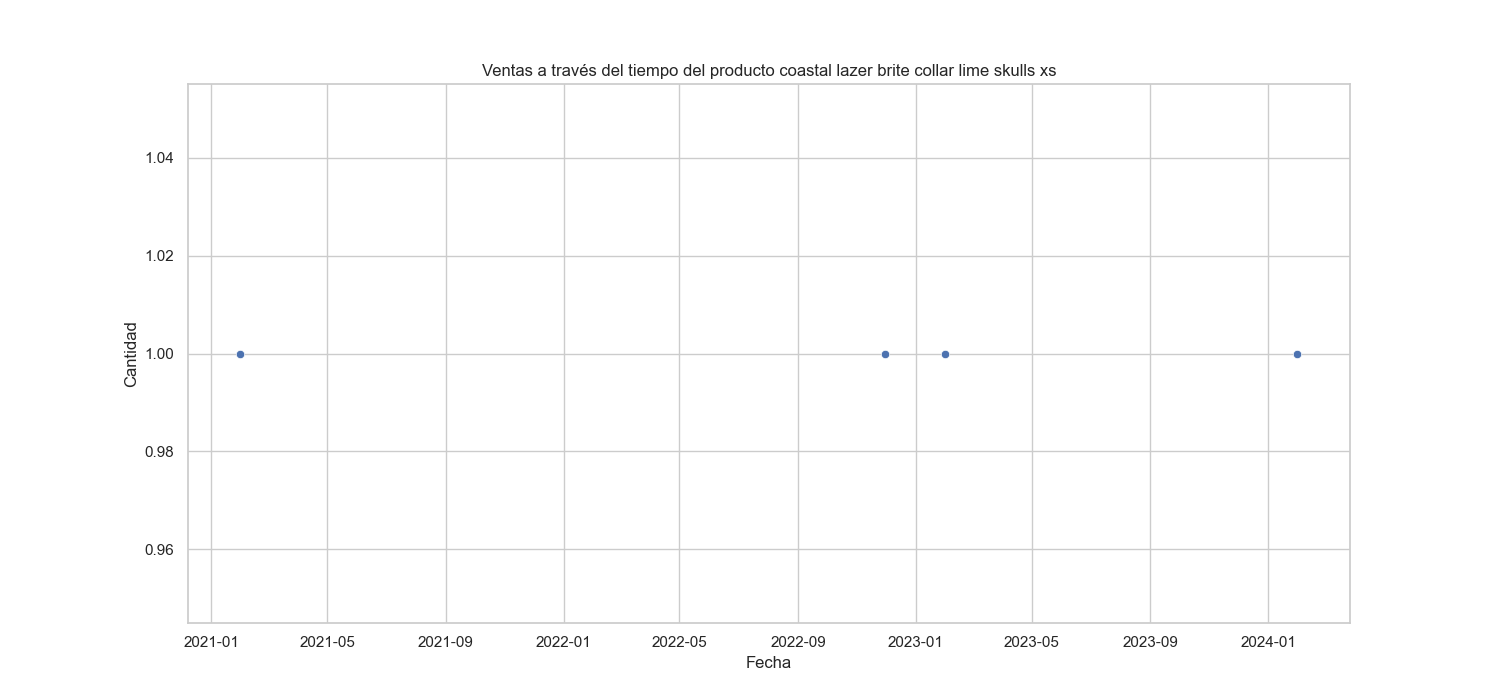 Ventas a través del tiempo del producto coastal lazer brite collar lime skulls xs
1.04
1.02
1.00
0.98
0.96
Cantidad
2021-01 2021-05 2021-09 2022-01 2022-05 2022-09 2023-01 2023-05 2023-09 2024-01
Fecha